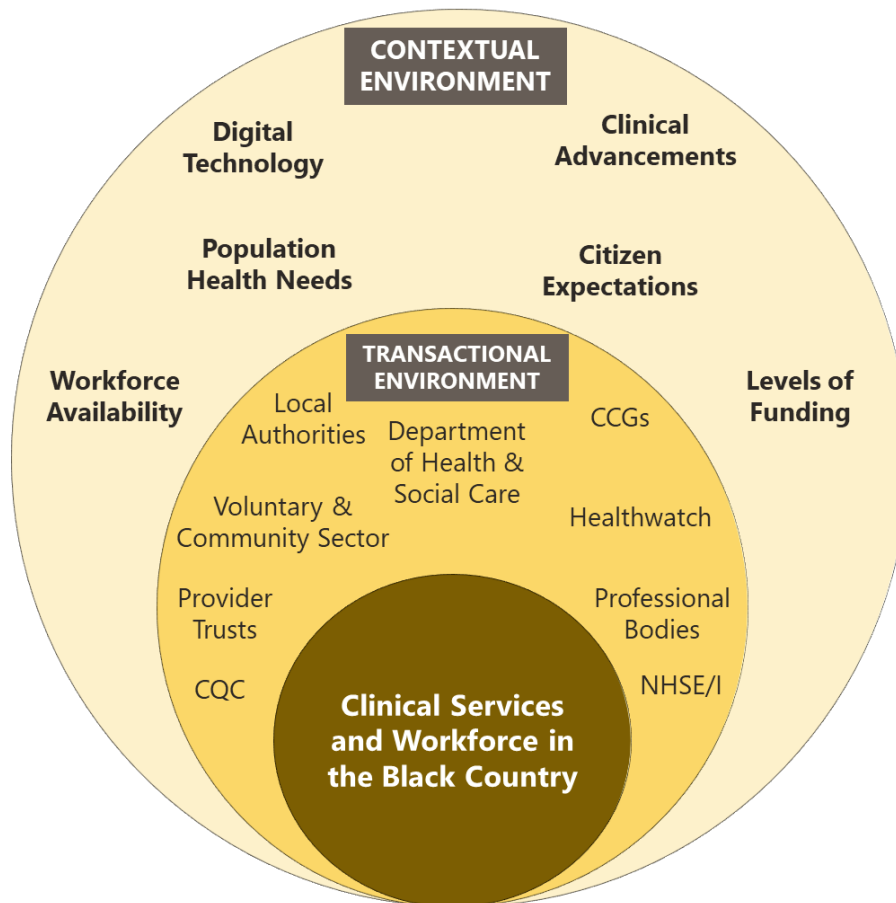 CONTEXTUAL
ENVIRONMENT
Digital
Technology
Clinical
Advancements
Population
Health Needs
Citizen
Expectations
Workforce
Availability
Levels of
Funding
TRANSACTIONAL
ENVIRONMENT
Local
Authorities
Department
of Health &
Social Care
CCGs
Voluntary &
Community Sector
Healthwatch
Provider
Trusts
Professional
Bodies
CQC
NHSE/I
Clinical Services
and Workforce in
the Black Country